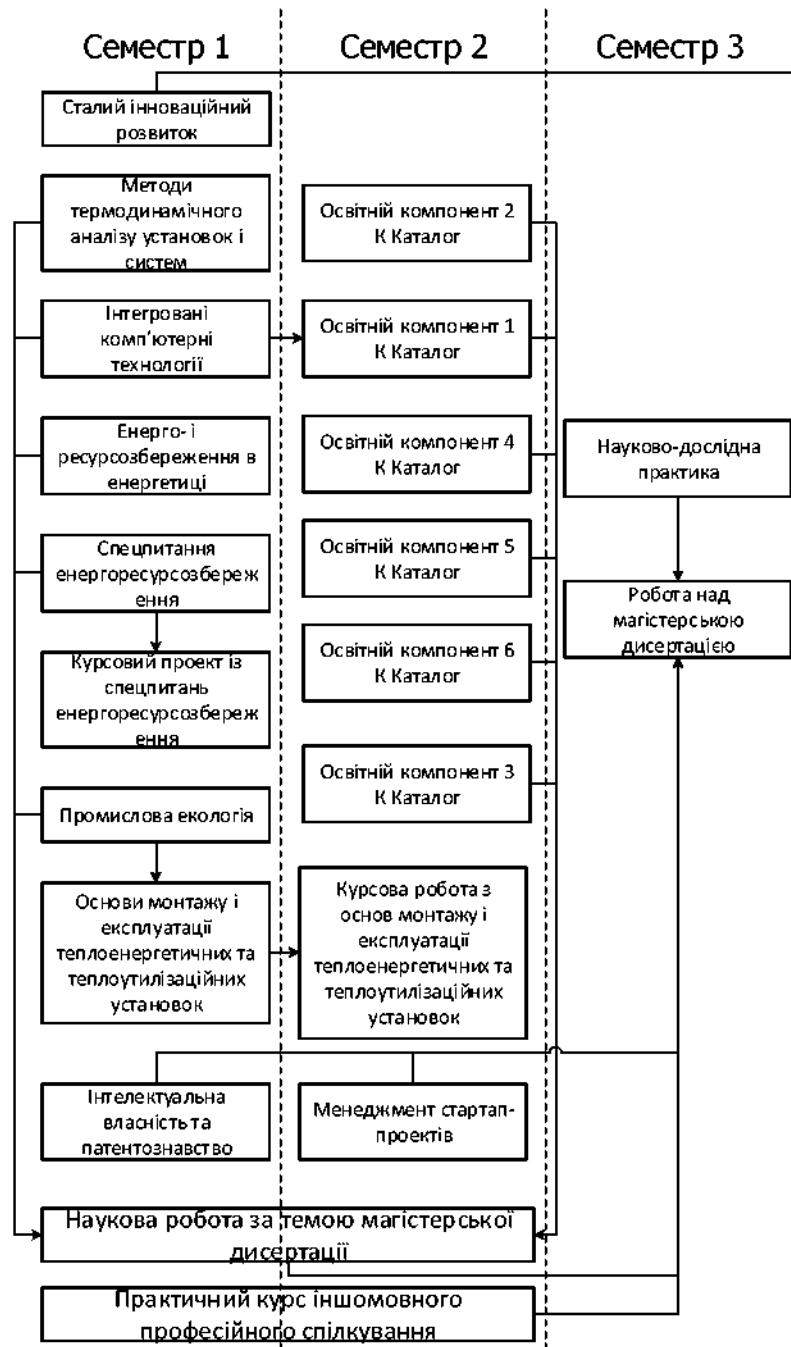 Семестр 1
Семестр 2
Семестр 3
Сталий інноваційний
розвиток
Методи
термодинамічного
аналізу установок і
систем
Інтегровані
комп'ютерні
технології
Енерго- і
ресурсозбереження в
енергетиці
Спецпитання
енергоресурсозбереж
ення
Курсовий проект із
спецпитань
енергоресурсозбереж
ення
Промислова екологія
Основи монтажу і
експлуатації
теплоенергетичних та
теплоутилізаційних
установок
Інтелектуальна
власність та
патентознавство
Освітній компонент 2
К Каталог
Освітній компонент 1
К Каталог
Освітній компонент 4
К Каталог
Освітній компонент 5
К Каталог
Освітній компонент 6
К Каталог
Освітній компонент 3
К Каталог
Курсова робота з
основ монтажу і
експлуатації
теплоенергетичних та
теплоутилізаційних
установок
Менеджмент стартап-
проектів
Науково-дослідна
практика
Робота над
магістерською
дисертацією
Наукова робота за темою магістерської
дисертації
Практичний курс іншомовного
професійного спілкування